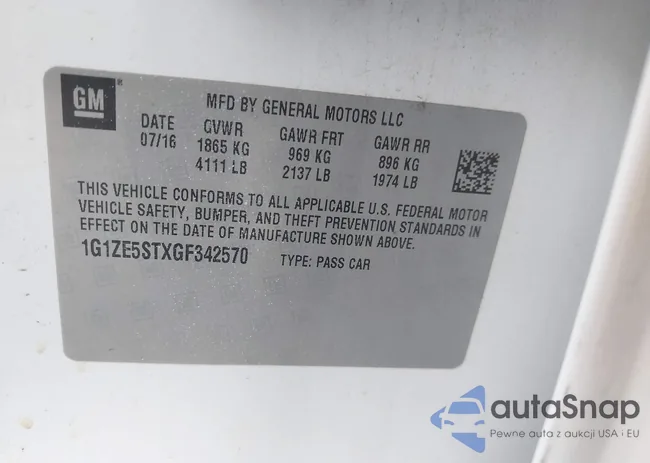 GM ®
MFD BY GENERAL MOTORS LLC
DATE GVWR GAWR FRT GAWR RR
07/16 1865 KG 969 KG 896 KG
4111 LB 2137 LB 1974 LB
THIS VEHICLE CONFORMS TO ALL APPLICABLE U.S. FEDERAL MOTOR
VEHICLE SAFETY, BUMPER, AND THEFT PREVENTION STANDARDS IN
EFFECT ON THE DATE OF MANUFACTURE SHOWN ABOVE.
1G1ZE5STXGF342570 TYPE: PASS CAR
autaSnap
Pewne auta z aukcji USA i EU